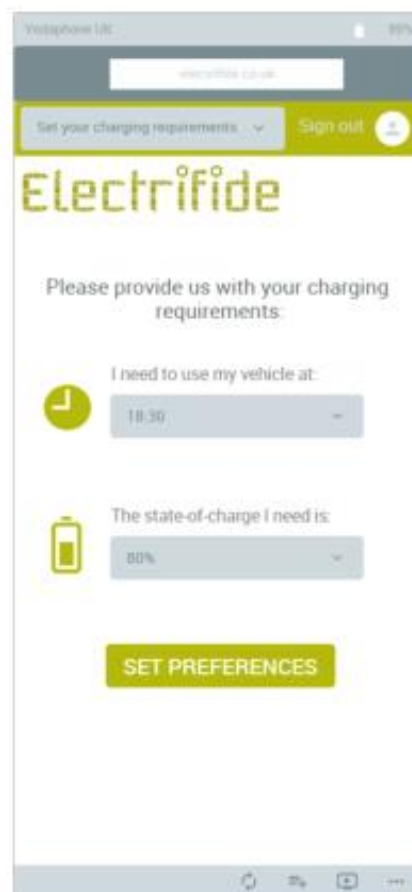 Vodaphone UK 89%
electrifide.co.uk
Set your charging requirements Sign out
Electrifide
Please provide us with your charging
requirements:
I need to use my vehicle at:
18:30
The state-of-charge I need is:
80%
SET PREFERENCES